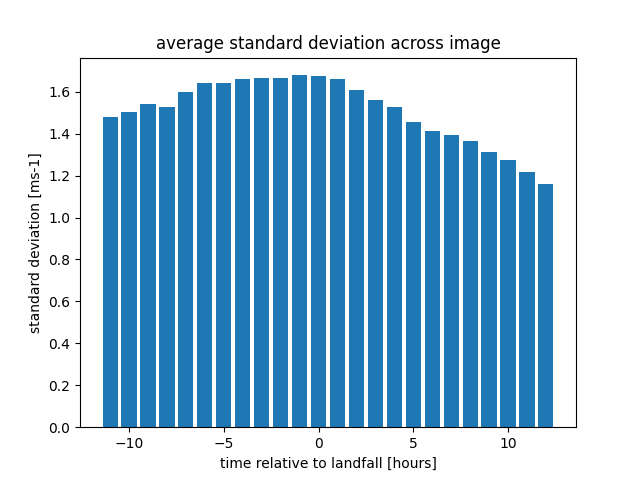 average standard deviation across image
standard deviation [ms-1]
1.6
1.4
1.2
1.0
0.8
0.6
0.4
0.2
0.0
−10 −5 0 5 10
time relative to landfall [hours]